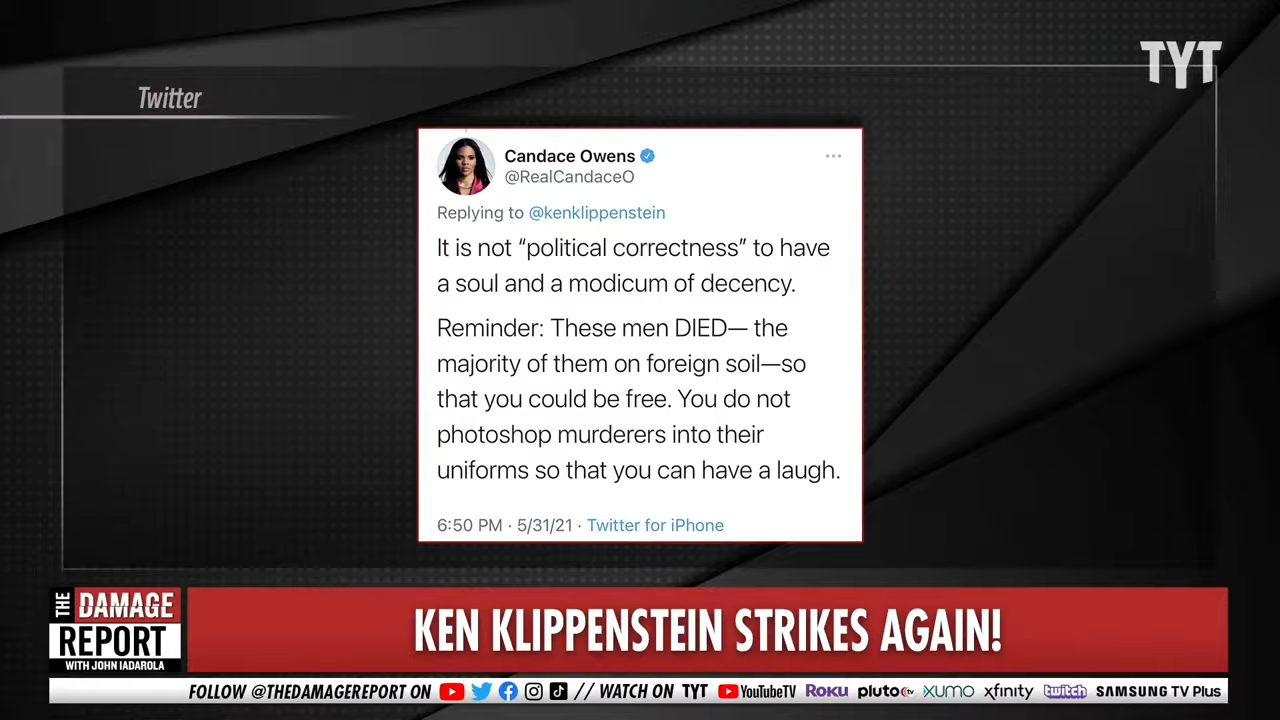 TYT
Twitter
Candace Owens
@RealCandaceO
Replying to @kenklippenstein
It is not “political correctness” to have
a soul and a modicum of decency.
Reminder: These men DIED— the
majority of them on foreign soil—so
that you could be free. You do not
photoshop murderers into their
uniforms so that you can have a laugh.
6:50 PM · 5/31/21 · Twitter for iPhone
THE DAMAGE
REPORT
WITH JOHN IADAROLA
KEN KLIPPENSTEIN STRIKES AGAIN!
FOLLOW @THEDAMAGEREPORT ON // WATCH ON TYT YouTubeTV ROKU pluto tv XUMO xfinity twitch SAMSUNG TV Plus